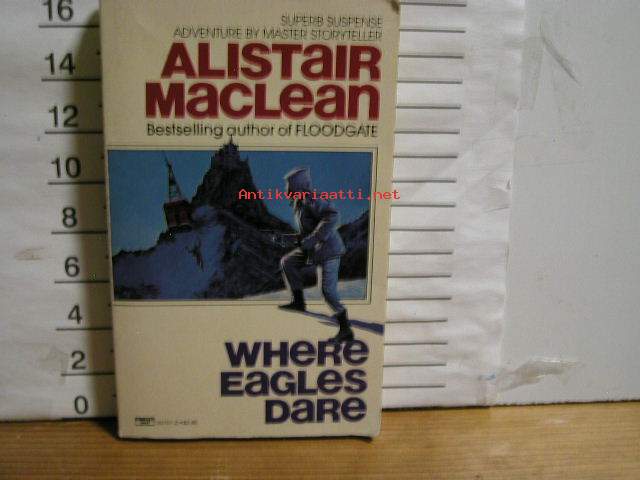 SUPERB SUSPENSE
ADVENTURE BY MASTER STORYTELLER
ALISTAIR
MACLEAN
Bestselling author of FLOODGATE
Antikvariaatti.net
WHERE
EAGLES
DARE
16
14
12
10
8
6
4
2
0